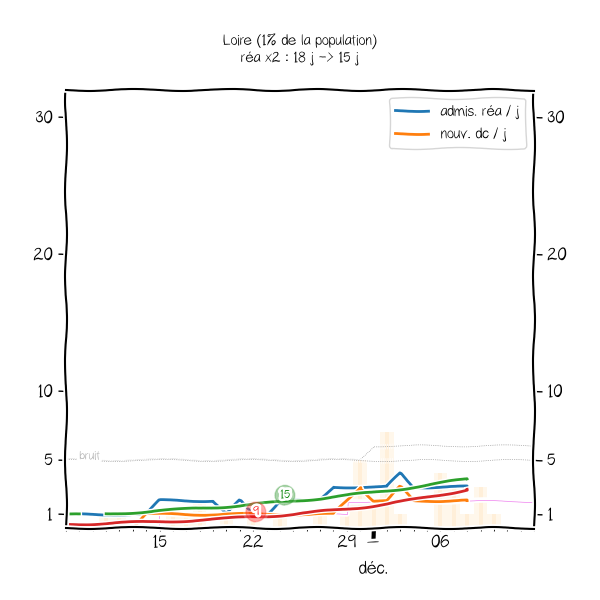 Loire (1% de la population)
réa x2 : 18 j -> 15 j
admis. réa / j
nouv. dc / j
30
30
20
20
10
10
5
bruit
5
15
9
1
1
15
22
29
06
déc.